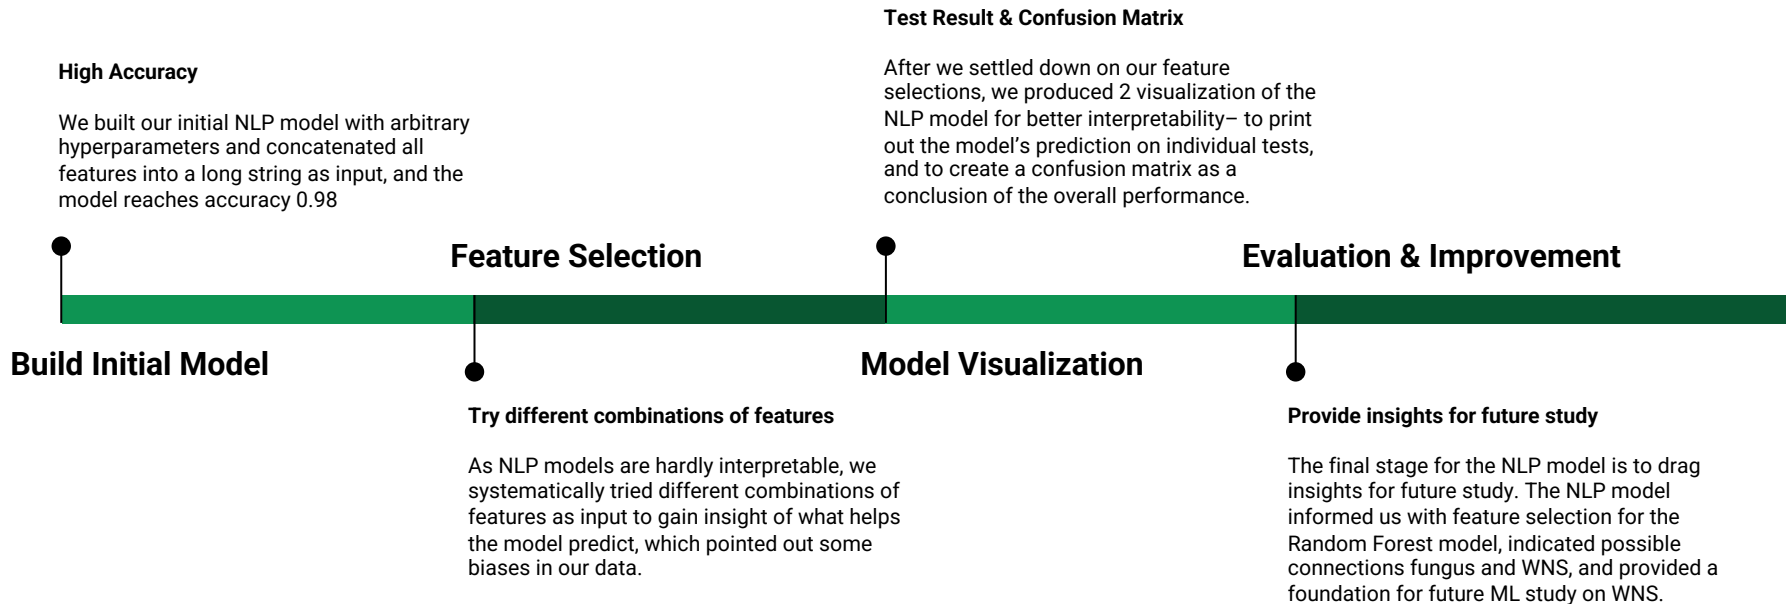 High Accuracy
We built our initial NLP model with arbitrary
hyperparameters and concatenated all
features into a long string as input, and the
model reaches accuracy 0.98
Build Initial Model
Feature Selection
Try different combinations of features
As NLP models are hardly interpretable, we
systematically tried different combinations of
features as input to gain insight of what helps
the model predict, which pointed out some
biases in our data.
Test Result & Confusion Matrix
After we settled down on our feature
selections, we produced 2 visualization of the
NLP model for better interpretability– to print
out the model’s prediction on individual tests,
and to create a confusion matrix as a
conclusion of the overall performance.
Model Visualization
Evaluation & Improvement
Provide insights for future study
The final stage for the NLP model is to drag
insights for future study. The NLP model
informed us with feature selection for the
Random Forest model, indicated possible
connections fungus and WNS, and provided a
foundation for future ML study on WNS.